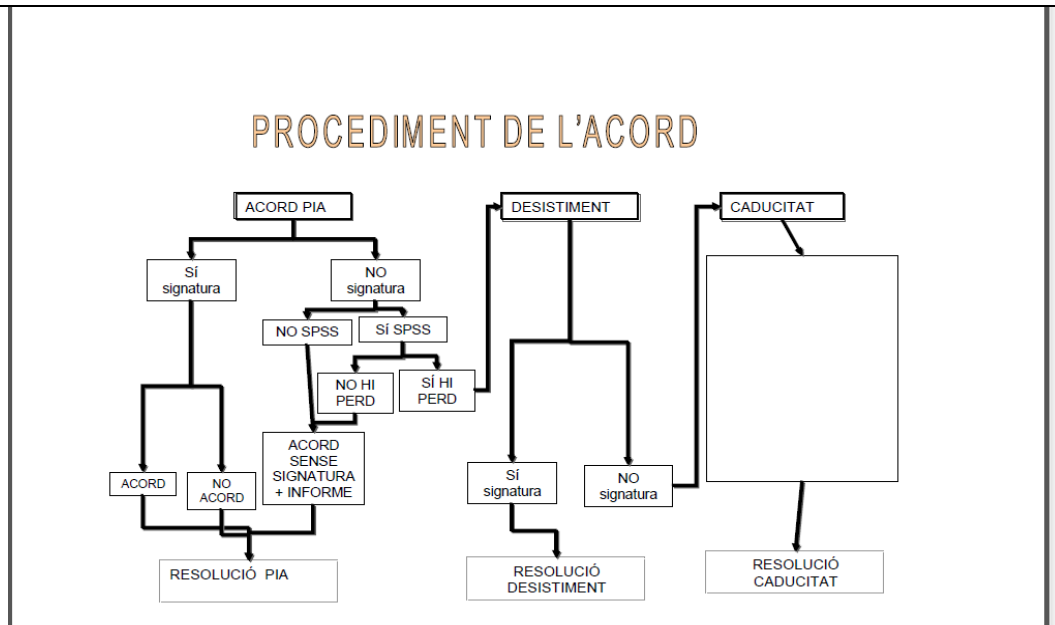 PROCEDIMENT DE L'ACORD
ACORD PIA
DESISTIMENT
CADUCITAT
SÍ
signatura
NO
signatura
NO SPSS
SÍ SPSS
NO HI
PERD
SÍ HI
PERD
ACORD
SENSE
SIGNATURA
+ INFORME
ACORD
NO
ACORD
SÍ
signatura
NO
signatura
RESOLUCIÓ PIA
RESOLUCIÓ
DESISTIMENT
RESOLUCIÓ
CADUCITAT